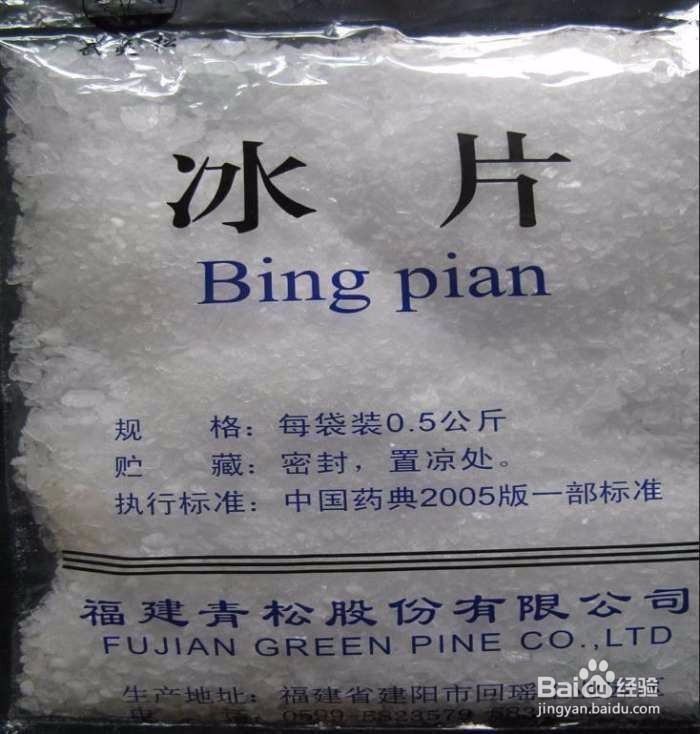 冰 片
Bing pian
规 格：每袋装0.5公斤
贮 藏：密封，置凉处。
执行标准：中国药典2005版一部标准
福建青松股份有限公司
FUJIAN GREEN PINE CO.,LTD
生产地址：福建省建阳市回瑶
0599-5823579
Baidu经验
jingyan.baidu.com